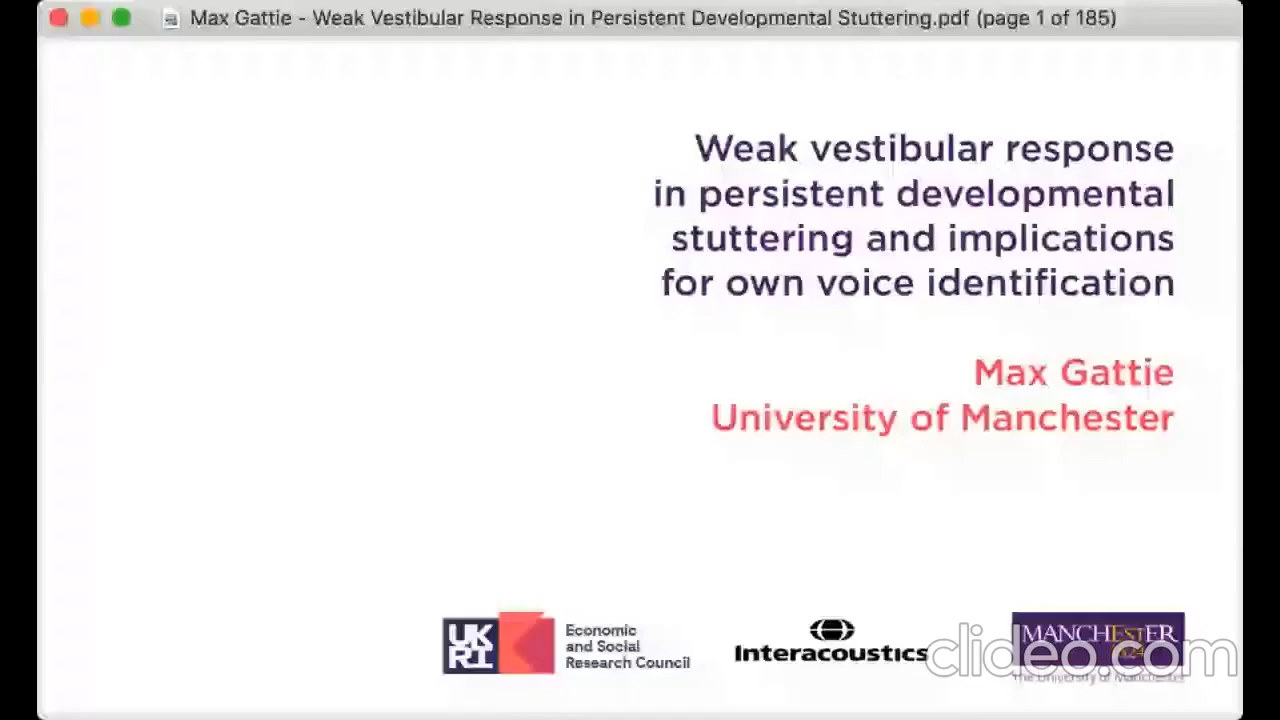 Max Gattie - Weak Vestibular Response in Persistent Developmental Stuttering.pdf (page 1 of 185)
Weak vestibular response
in persistent developmental
stuttering and implications
for own voice identification
Max Gattie
University of Manchester
UK
RI
Economic
and Social
Research Council
Interacoustics
MANCHESTER
1824
The University of Manchester
clideo.com